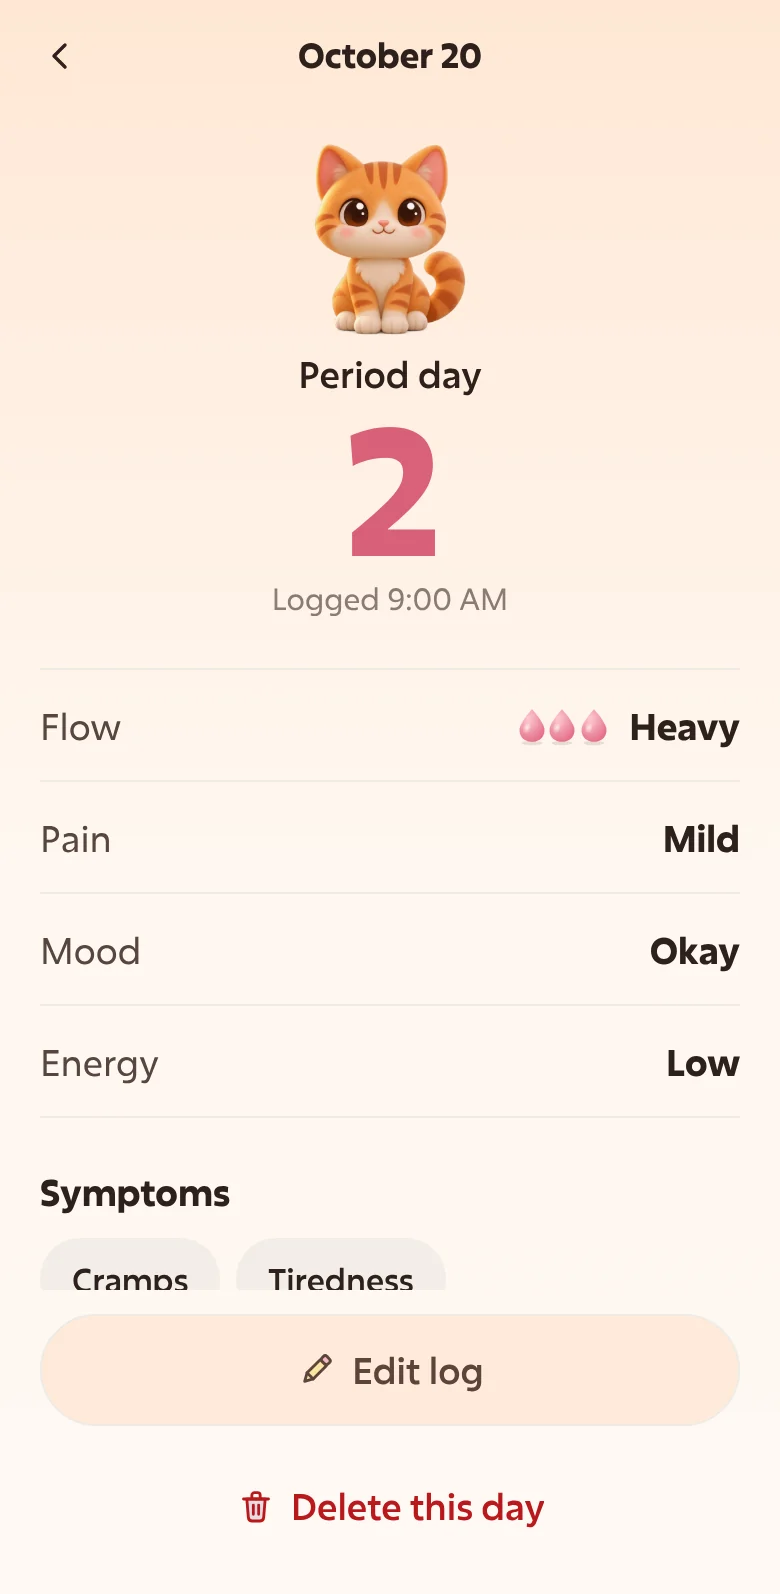 October 20
Period day
2
Logged 9:00 AM
Flow Heavy
Pain Mild
Mood Okay
Energy Low
Symptoms
Cramps Tiredness
Edit log
Delete this day